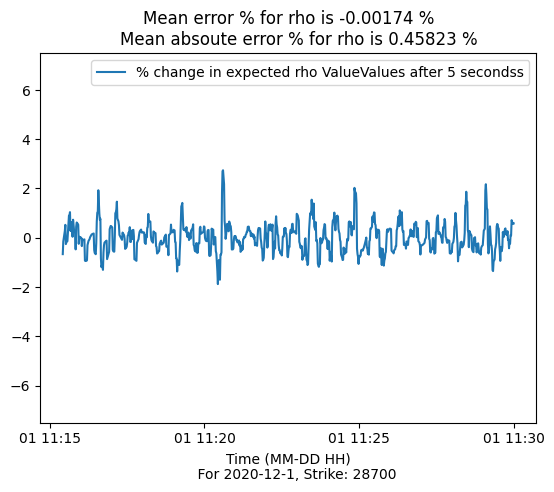 Mean error % for rho is -0.00174 %
Mean absoute error % for rho is 0.45823 %
% change in expected rho ValueValues after 5 secondss
6
4
2
0
−2
−4
−6
01 11:15 01 11:20 01 11:25 01 11:30
Time (MM-DD HH)
For 2020-12-1, Strike: 28700